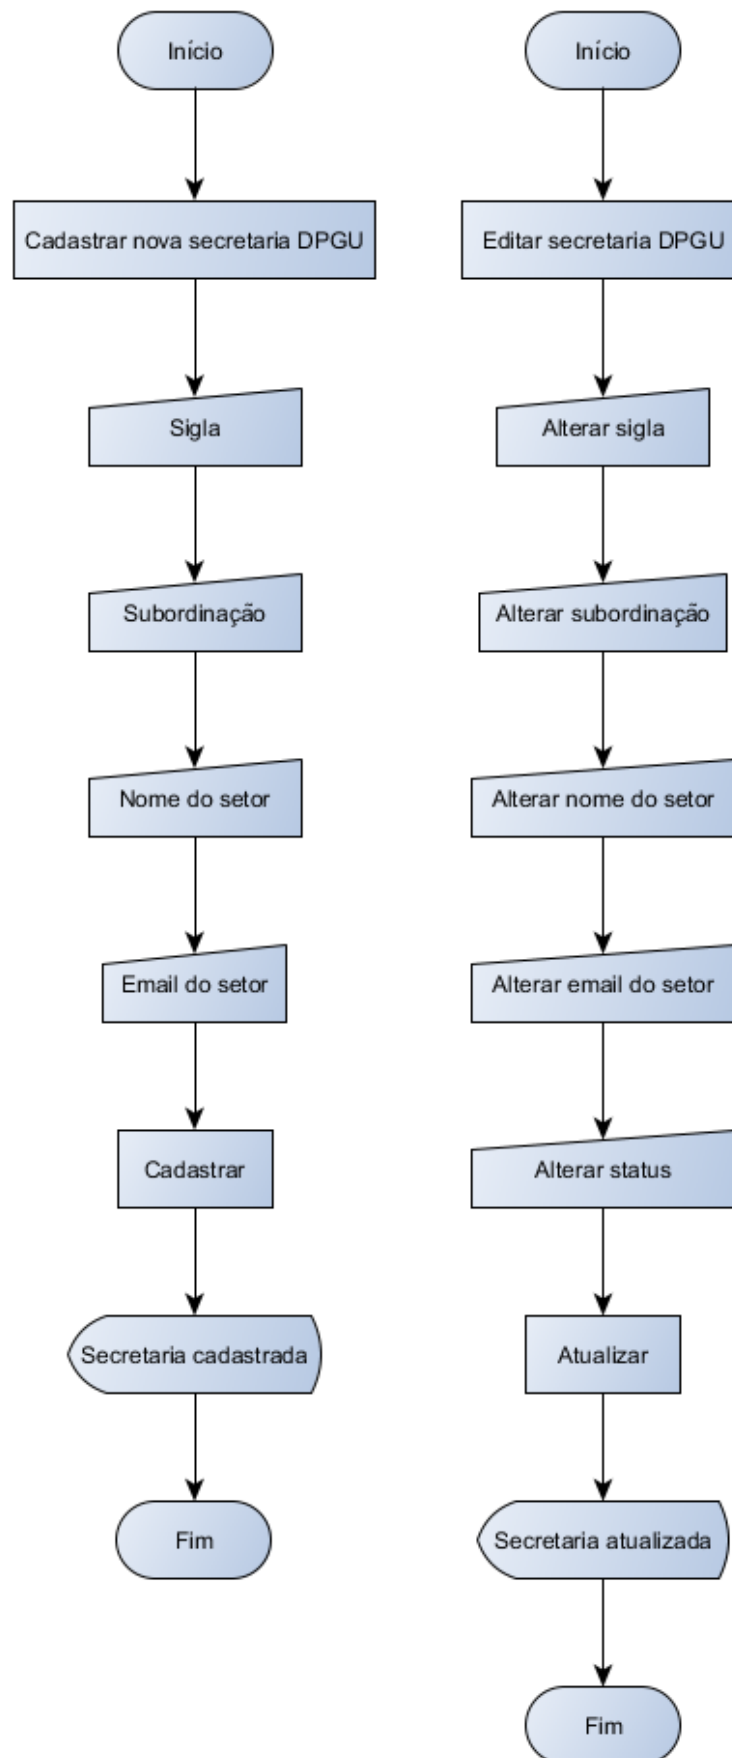 Início
Cadastrar nova secretaria DPGU
Sigla
Subordinação
Nome do setor
Email do setor
Cadastrar
Secretaria cadastrada
Fim
Início
Editar secretaria DPGU
Alterar sigla
Alterar subordinação
Alterar nome do setor
Alterar email do setor
Alterar status
Atualizar
Secretaria atualizada
Fim